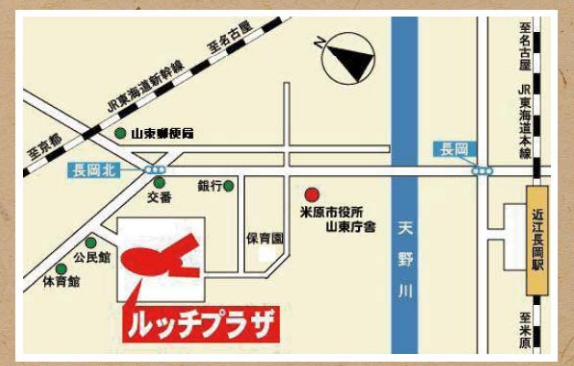 至名古屋
JR東海道新幹線
至京都
N
至名古屋
JR東海道本線
山東郵便局
長岡北
長岡
交番
銀行
米原市役所
山東庁舎
保育園
天野川
近江長岡駅
公民館
体育館
ルッチプラザ
至米原